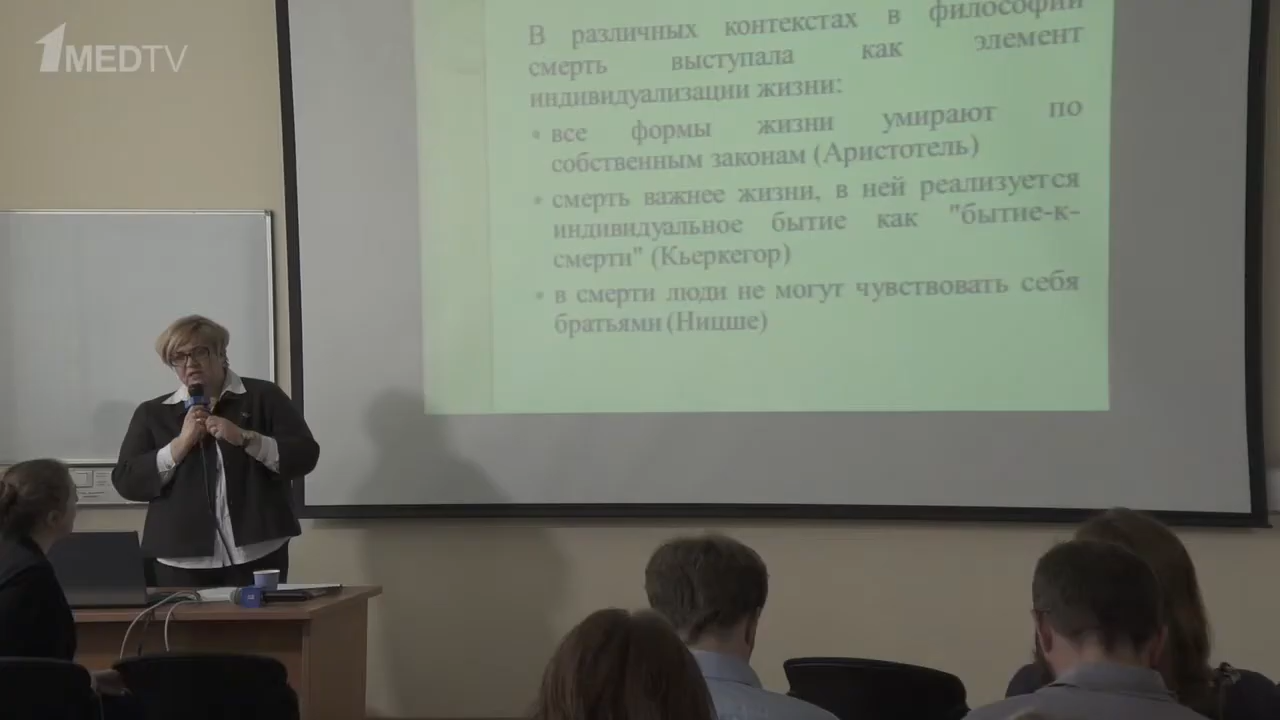 1MEDTV
В различных контекстах в философии
смерть выступала как элемент
индивидуализации жизни:
• все формы жизни умирают по
собственным законам (Аристотель)
• смерть важнее жизни, в ней реализуется
индивидуальное бытие как "бытие-к-
смерти" (Кьеркегор)
• в смерти люди не могут чувствовать себя
братьями (Ницше)